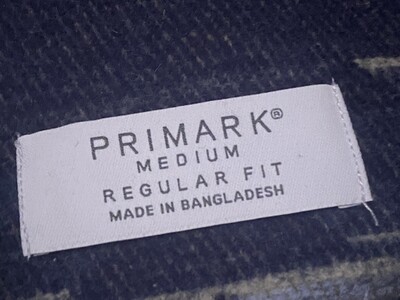 PRIMARK®
MEDIUM
REGULAR FIT
MADE IN BANGLADESH